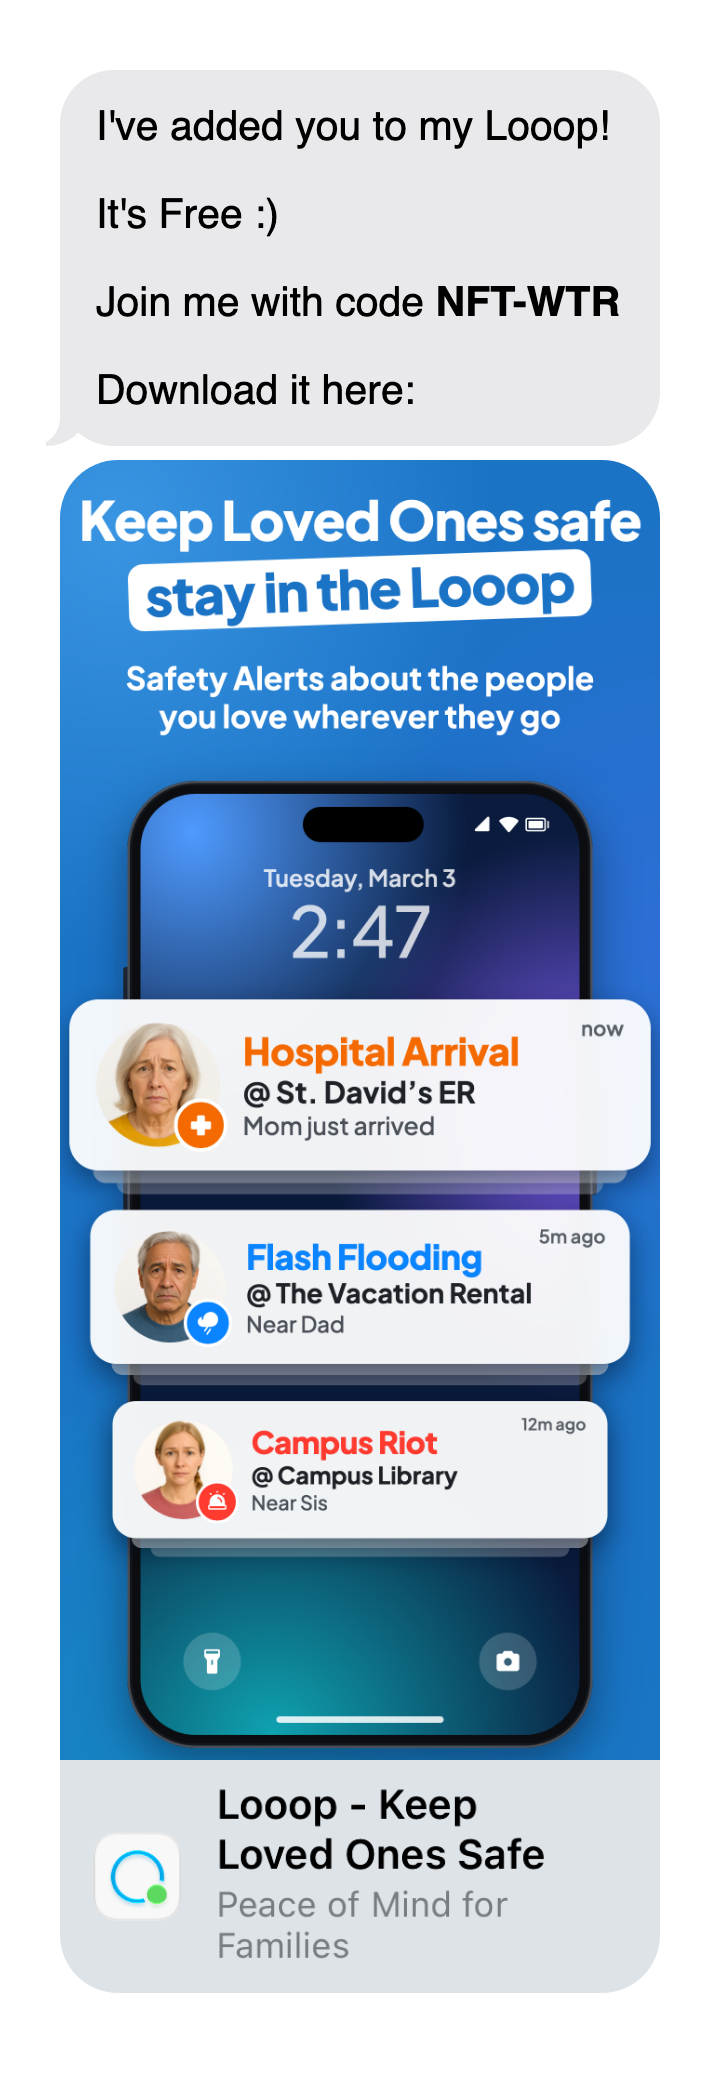 I've added you to my Looop!
It's Free :)
Join me with code NFT-WTR
Download it here:
Keep Loved Ones safe
stay in the Looop
Safety Alerts about the people
you love wherever they go
Tuesday, March 3
2:47
now
Hospital Arrival
@ St. David’s ER
Mom just arrived
5m ago
Flash Flooding
@ The Vacation Rental
Near Dad
12m ago
Campus Riot
@ Campus Library
Near Sis
Looop - Keep
Loved Ones Safe
Peace of Mind for
Families